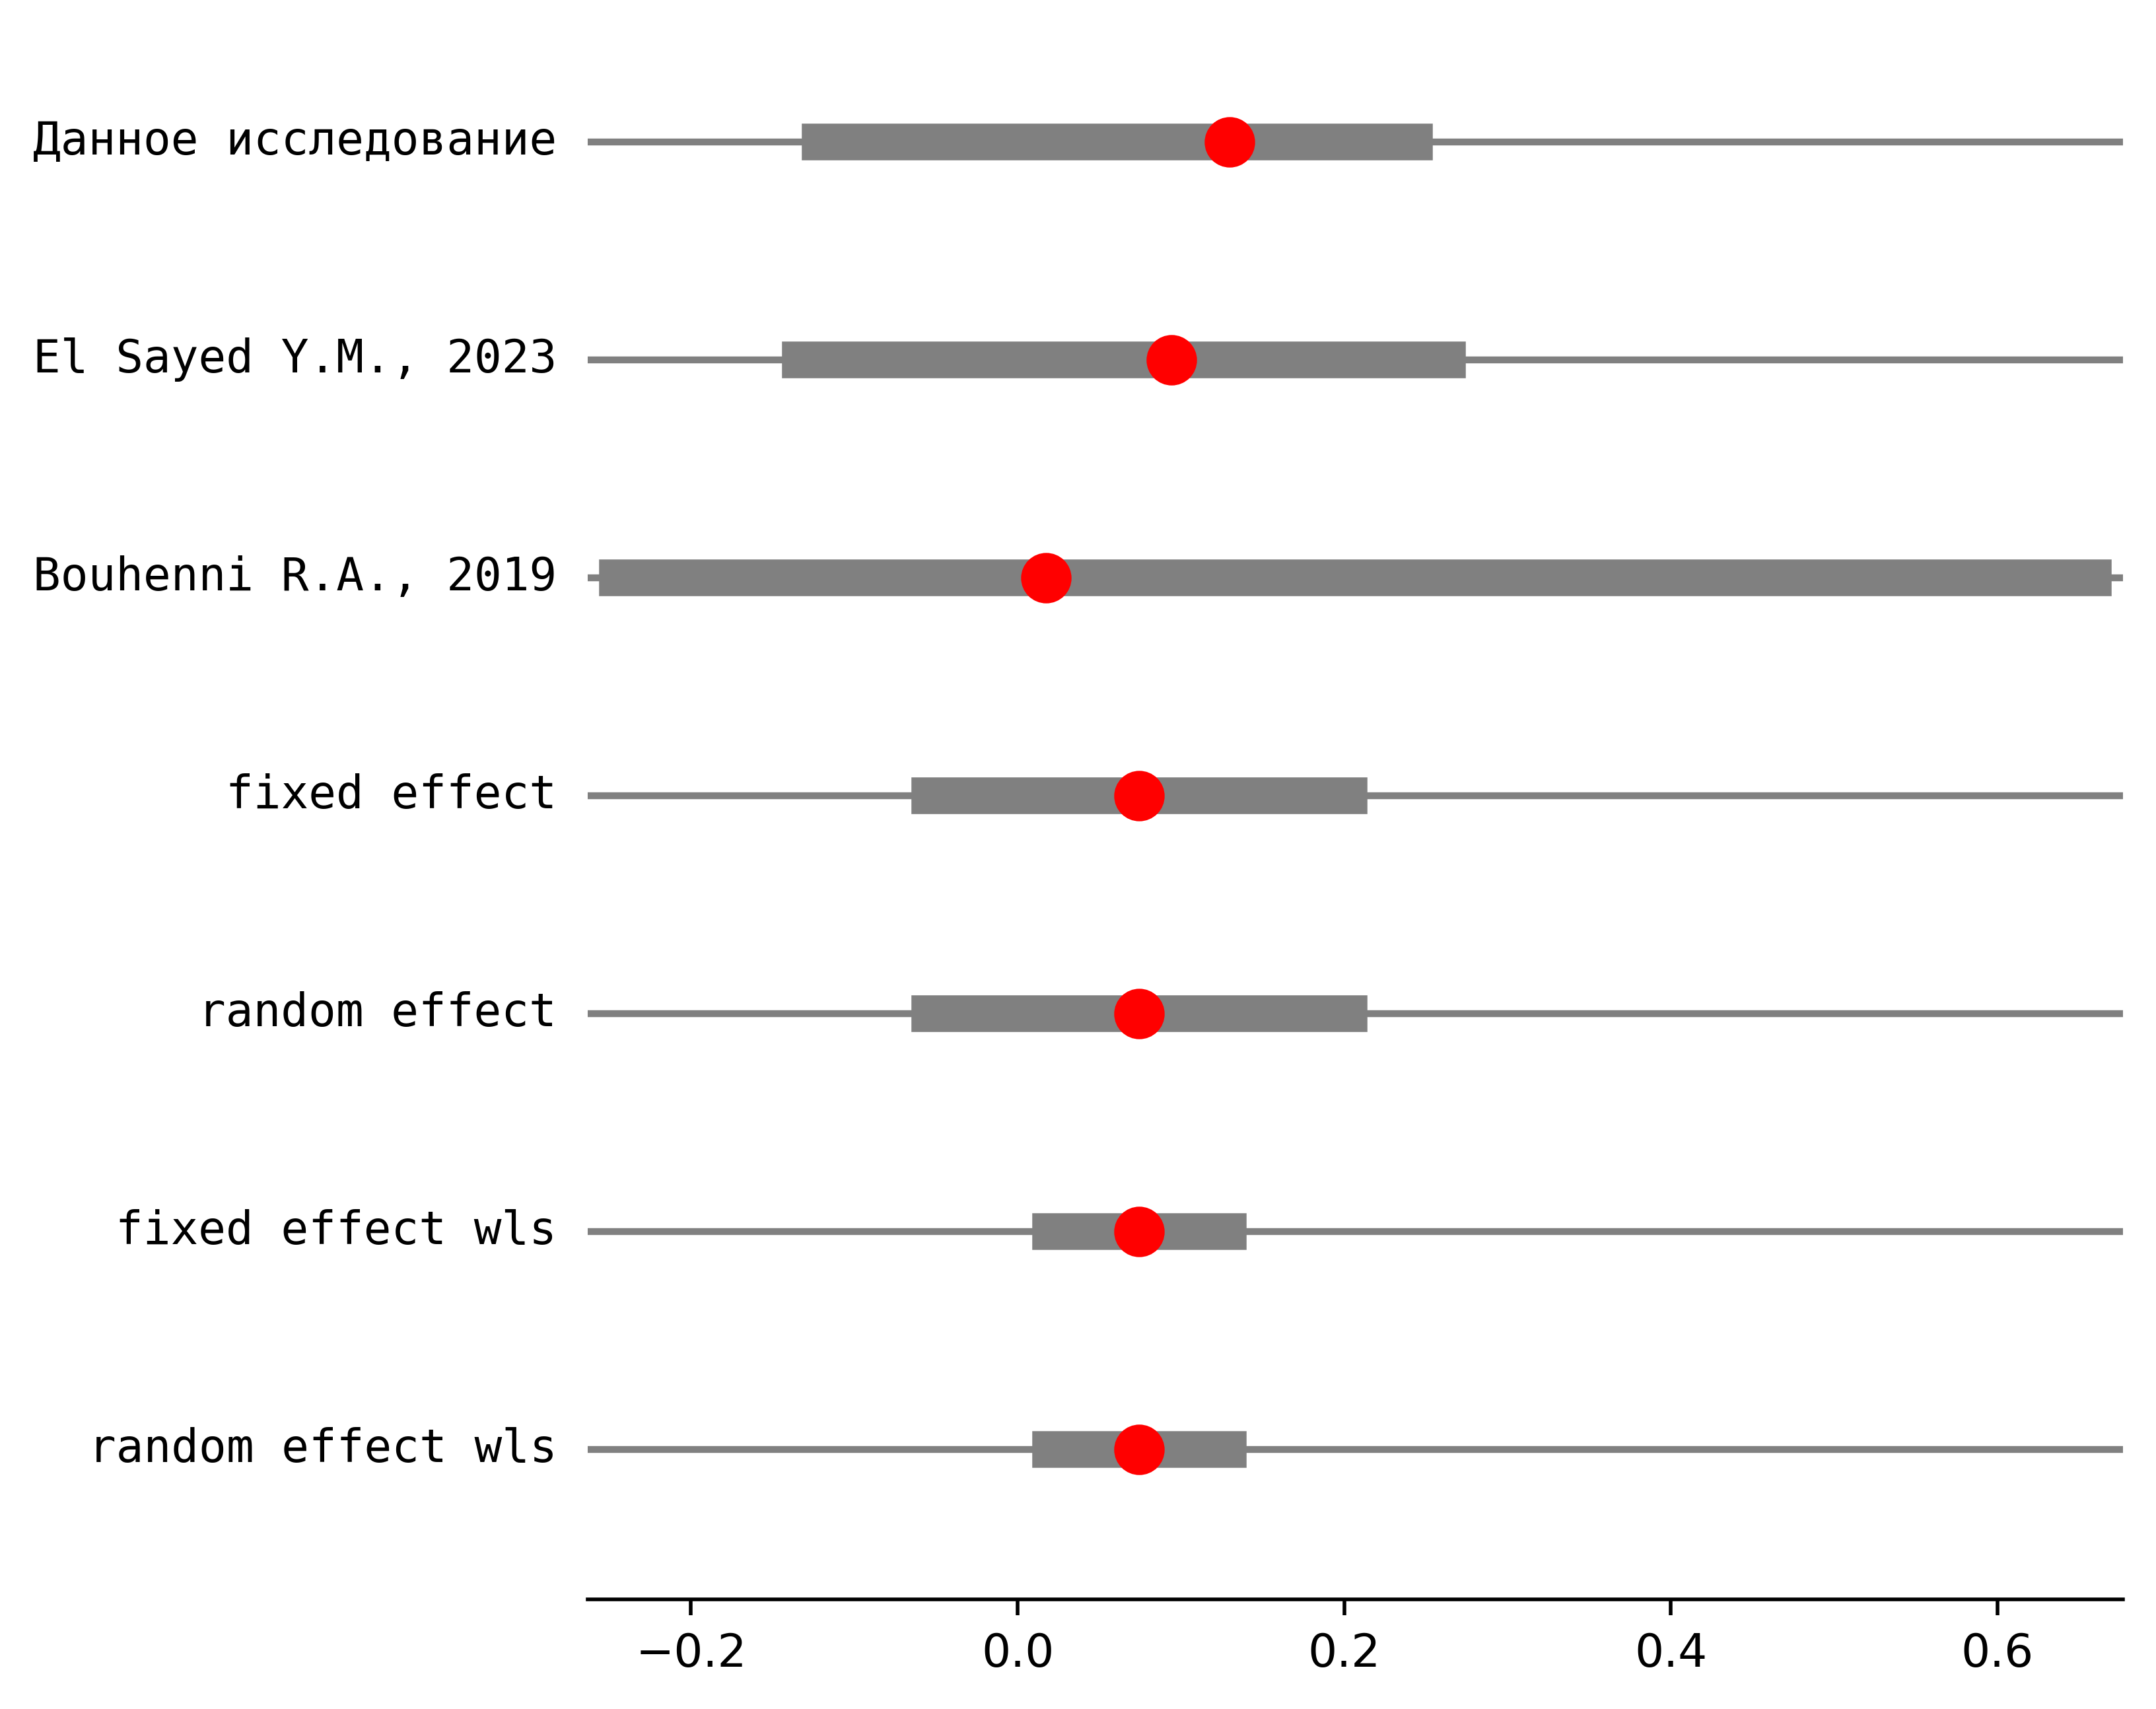 Данное исследование
El Sayed Y.M., 2023
Bouhenni R.A., 2019
fixed effect
random effect
fixed effect wls
random effect wls
−0.2 0.0 0.2 0.4 0.6